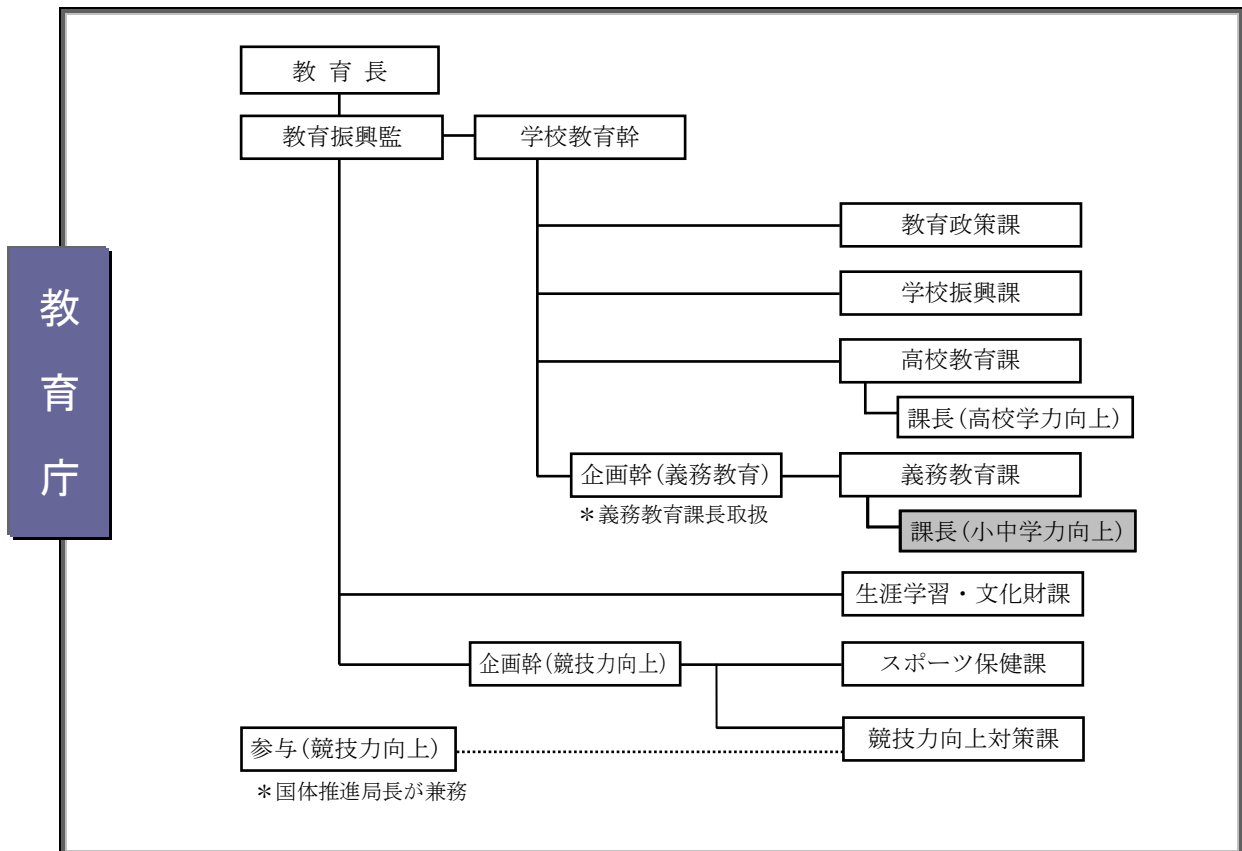 教育庁
教 育 長
教育振興監
学校教育幹
教育政策課
学校振興課
高校教育課
課長(高校学力向上)
企画幹(義務教育)
義務教育課
＊義務教育課長取扱
課長(小中学力向上)
生涯学習・文化財課
企画幹(競技力向上)
スポーツ保健課
参与(競技力向上)
競技力向上対策課
＊国体推進局長が兼務